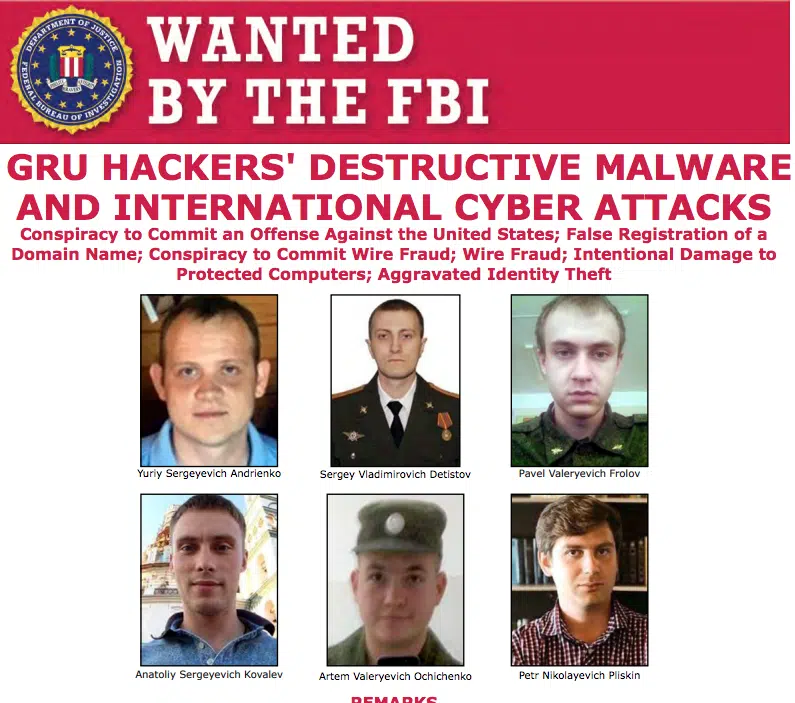 DEPARTMENT OF JUSTICE
FEDERAL BUREAU OF INVESTIGATION
WANTED
BY THE FBI
GRU HACKERS' DESTRUCTIVE MALWARE
AND INTERNATIONAL CYBER ATTACKS
Conspiracy to Commit an Offense Against the United States; False Registration of a
Domain Name; Conspiracy to Commit Wire Fraud; Wire Fraud; Intentional Damage to
Protected Computers; Aggravated Identity Theft
Yuriy Sergeyevich Andrienko
Sergey Vladimirovich Detistov
Pavel Valeryevich Frolov
Anatoliy Sergeyevich Kovalev
Artem Valeryevich Ochichenko
Petr Nikolayevich Pliskin
REMARKS